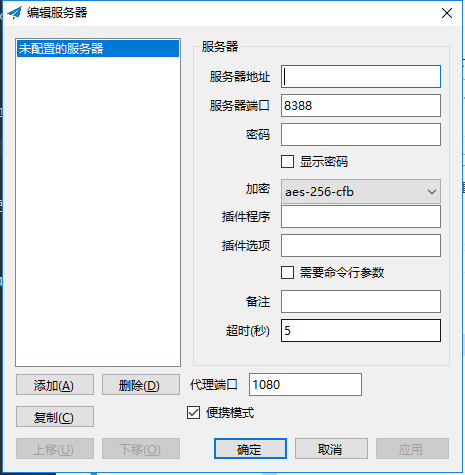 编辑服务器
未配置的服务器
服务器
服务器地址
服务器端口 8388
密码
显示密码
加密 aes-256-cfb
插件程序
插件选项
需要命令行参数
备注
超时(秒) 5
添加(A) 删除(D) 代理端口 1080
复制(C) 便携模式
上移(U) 下移(O) 确定 取消 应用